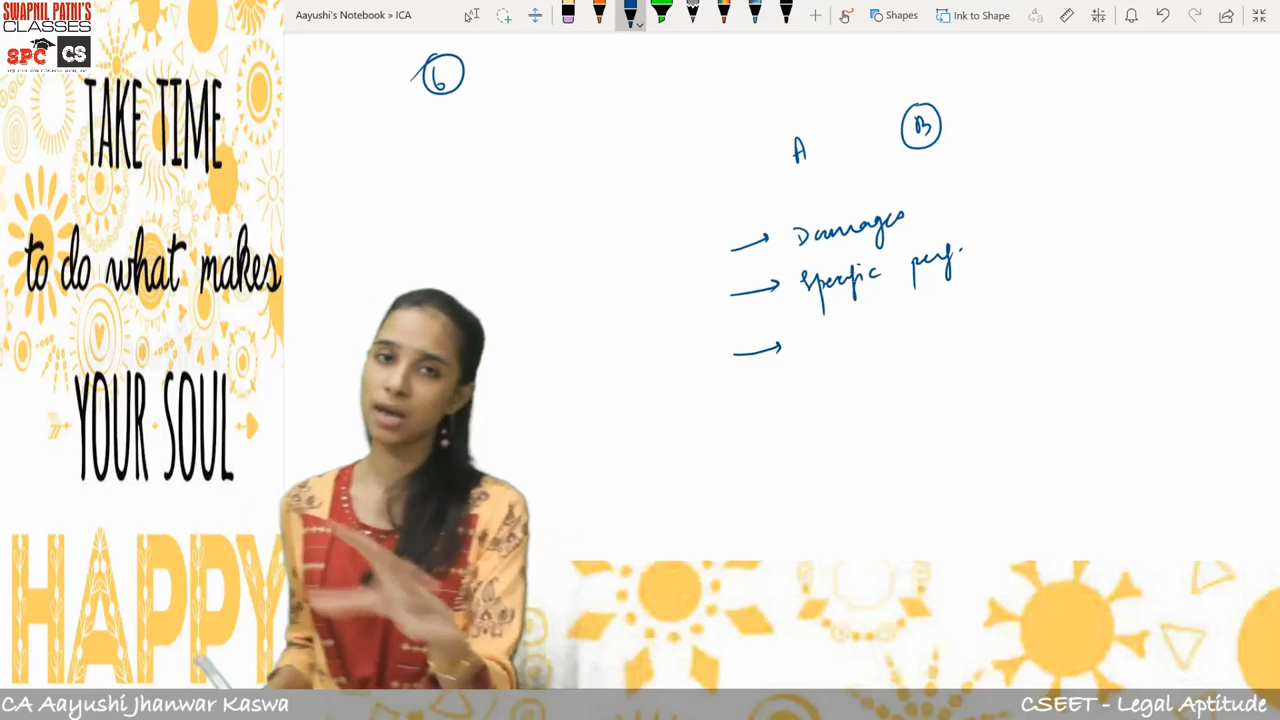 SWAPNIL PATNI'S
CLASSES
SPC CS
TAKE TIME
to do what makes
YOUR SOUL
HAPPY
Aayushi's Notebook » ICA
Shapes
Ink to Shape
6
A
B
→ Damages
→ Specific perf.
→
CA Aayushi Jhanwar Kaswa
CSEET - Legal Aptitude